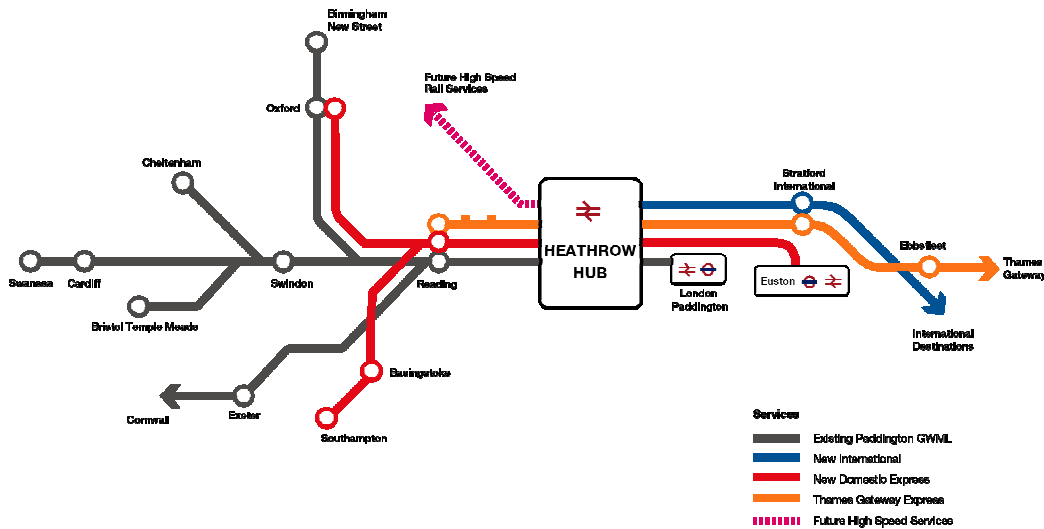 Birmingham
New Street
Future High Speed
Rail Services
Oxford
Cheltenham
Stratford
International
HEATHROW
HUB
Ebbsfleet
Thames
Gateway
Swansea
Cardiff
Swindon
Reading
London
Paddington
Euston
Bristol Temple Meads
International
Destinations
Basingstoke
Cornwall
Exeter
Southampton
Services
Existing Paddington GWML
New International
New Domestic Express
Thames Gateway Express
Future High Speed Services